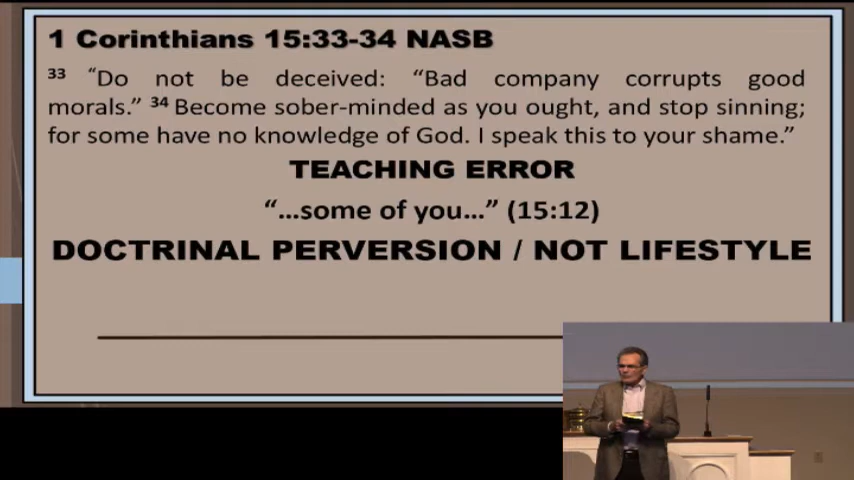 1 Corinthians 15:33-34 NASB
33 “Do not be deceived: “Bad company corrupts good
morals.” 34 Become sober-minded as you ought, and stop sinning;
for some have no knowledge of God. I speak this to your shame.”
TEACHING ERROR
“...some of you...” (15:12)
DOCTRINAL PERVERSION / NOT LIFESTYLE